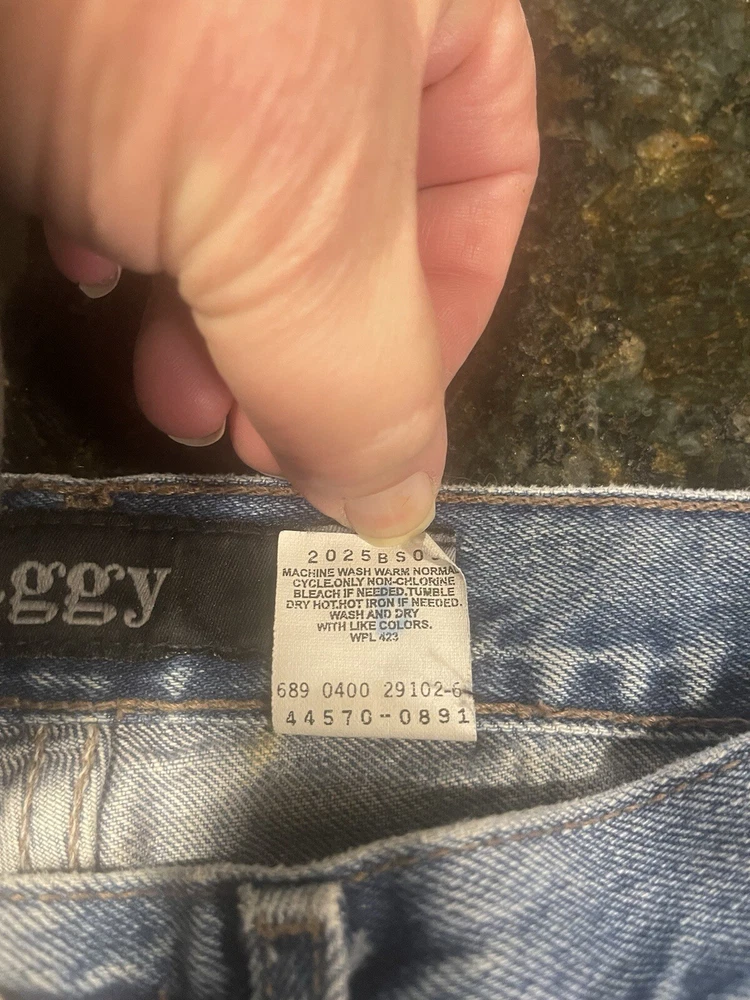 ggy
2025BS0
MACHINE WASH WARM NORMAL
CYCLE.ONLY NON-CHLORINE
BLEACH IF NEEDED.TUMBLE
DRY HOT.HOT IRON IF NEEDED.
WASH AND DRY
WITH LIKE COLORS.
WPL 423
689 0400 29102-6
44570-0891